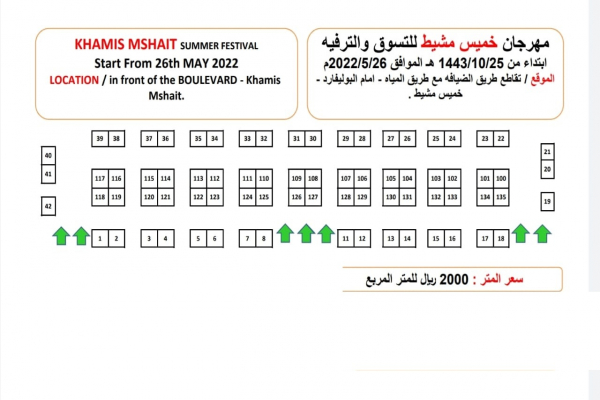 KHAMIS MSHAIT SUMMER FESTIVAL
Start From 26th MAY 2022
LOCATION / in front of the BOULEVARD - Khamis
Mshait.
مهرجان خميس مشيط للتسوق والترفيه
ابتداء من 1443/10/25 هـ الموافق 2022/5/26م
الموقع / تقاطع طريق الضيافه مع طريق المياه - امام البوليفارد -
خميس مشيط .
39 38 37 36 35 34 33 32 31 30 29 28 27 26 25 24 23 22
40
41
42
21
20
19
117 116 115 114 113 112 111 110 109 108 107 106 105 104 103 102 101 100
118 119 120 121 122 123 124 125 126 127 128 129 130 131 132 133 134 135
1 2 3 4 5 6 7 8 11 12 13 14 15 16 17 18
سعر المتر : 2000 ريال للمتر المربع